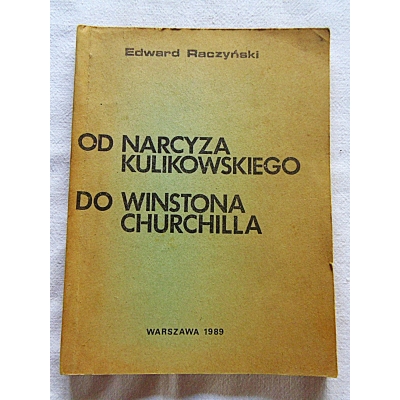 Edward Raczyński
OD NARCYZA
KULIKOWSKIEGO
DO WINSTONA
CHURCHILLA
WARSZAWA 1989